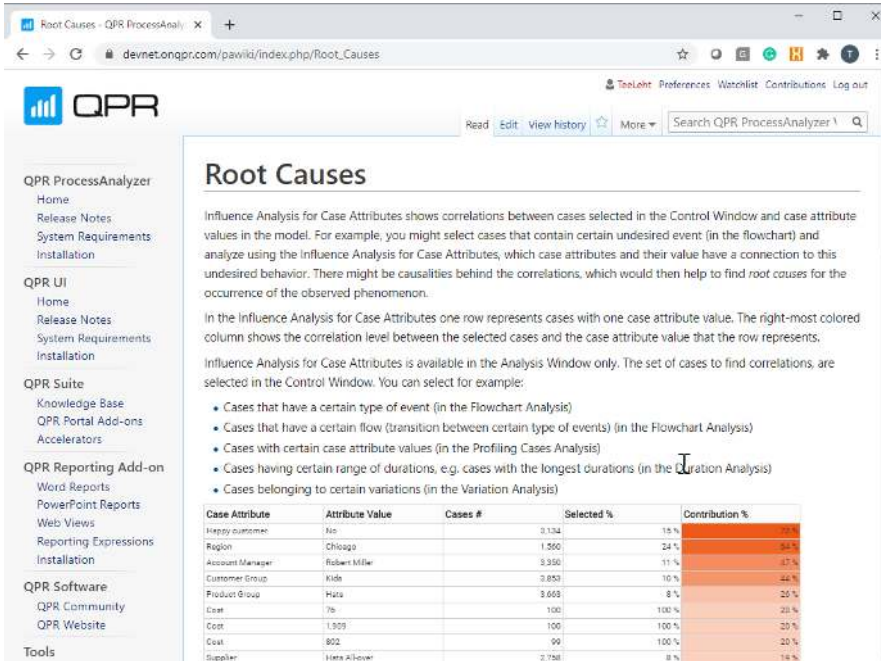 Root Causes - QPR ProcessAnaly
devnet.onqpr.com/pawiki/index.php/Root_Causes
T
TeeLeht Preferences Watchlist Contributions Log out
QPR
Read Edit View history More Search QPR ProcessAnalyzer
QPR ProcessAnalyzer
Home
Release Notes
System Requirements
Installation
QPR UI
Home
Release Notes
System Requirements
Installation
QPR Suite
Knowledge Base
QPR Portal Add-ons
Accelerators
QPR Reporting Add-on
Word Reports
PowerPoint Reports
Web Views
Reporting Expressions
Installation
QPR Software
QPR Community
QPR Website
Tools
Root Causes
Influence Analysis for Case Attributes shows correlations between cases selected in the Control Window and case attribute
values in the model. For example, you might select cases that contain certain undesired event (in the flowchart) and
analyze using the Influence Analysis for Case Attributes, which case attributes and their value have a connection to this
undesired behavior. There might be causalities behind the correlations, which would then help to find root causes for the
occurrence of the observed phenomenon.
In the Influence Analysis for Case Attributes one row represents cases with one case attribute value. The right-most colored
column shows the correlation level between the selected cases and the case attribute value that the row represents.
Influence Analysis for Case Attributes is available in the Analysis Window only. The set of cases to find correlations, are
selected in the Control Window. You can select for example:
• Cases that have a certain type of event (in the Flowchart Analysis)
• Cases that have a certain flow (transition between certain type of events) (in the Flowchart Analysis)
• Cases with certain case attribute values (in the Profiling Cases Analysis)
• Cases having certain range of durations, e.g. cases with the longest durations (in the Duration Analysis)
• Cases belonging to certain variations (in the Variation Analysis)
Case Attribute Attribute Value Cases # Selected % Contribution %
Happy customer No 3,134 15 %
Region Chicago 1,560 24 % 54 %
Account Manager Robert Miller 3,350 11 % 47 %
Customer Group Kids 2,853 10 % 44 %
Product Group Hats 3,663 8 % 26 %
Cost 76 100 100 %
Cost 1,909 100 100 % 20 %
Cost 802 99 100 % 20 %
Supplier Hats All-over 2,758 8 %